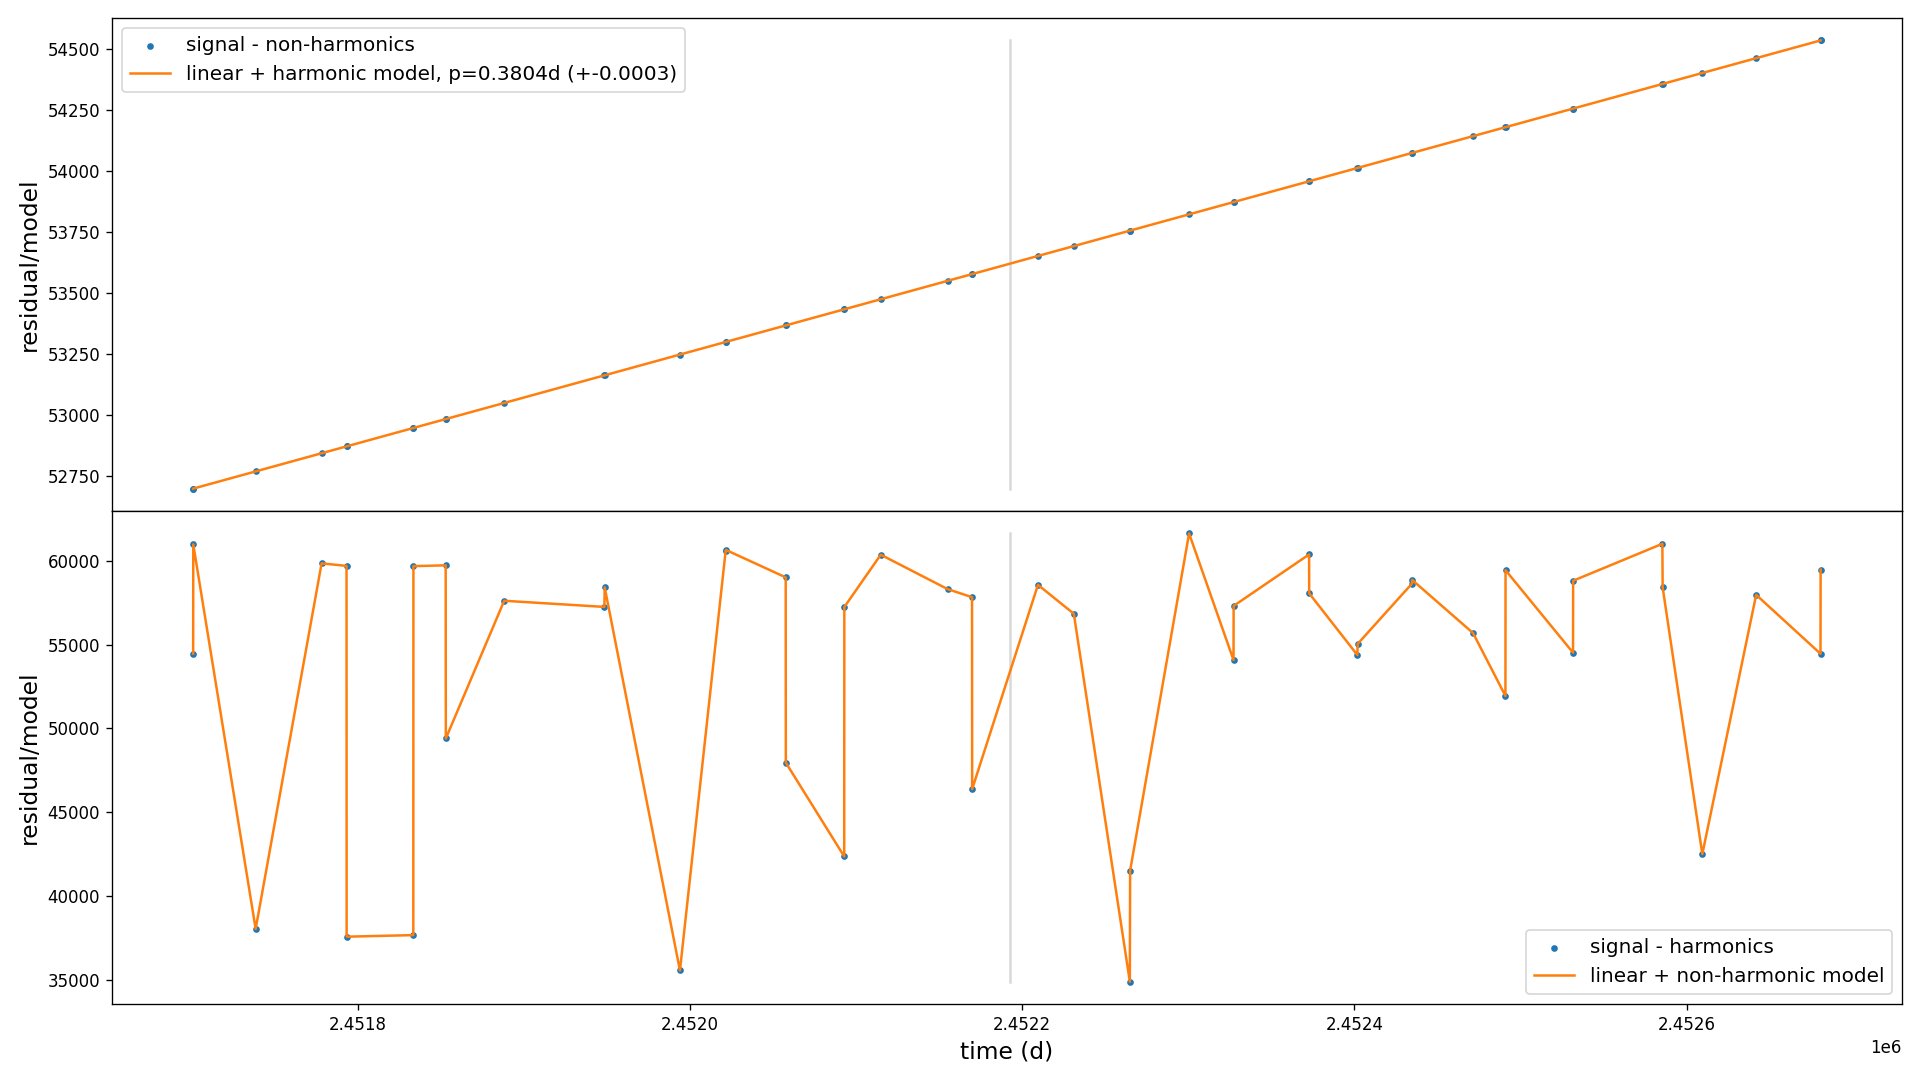 signal - non-harmonics
linear + harmonic model, p=0.3804d (+-0.0003)
54500
54250
54000
53750
53500
53250
53000
52750
residual/model
60000
55000
50000
45000
40000
35000
residual/model
signal - harmonics
linear + non-harmonic model
2.4518
2.4520
2.4522
2.4524
2.4526
time (d)
1e6